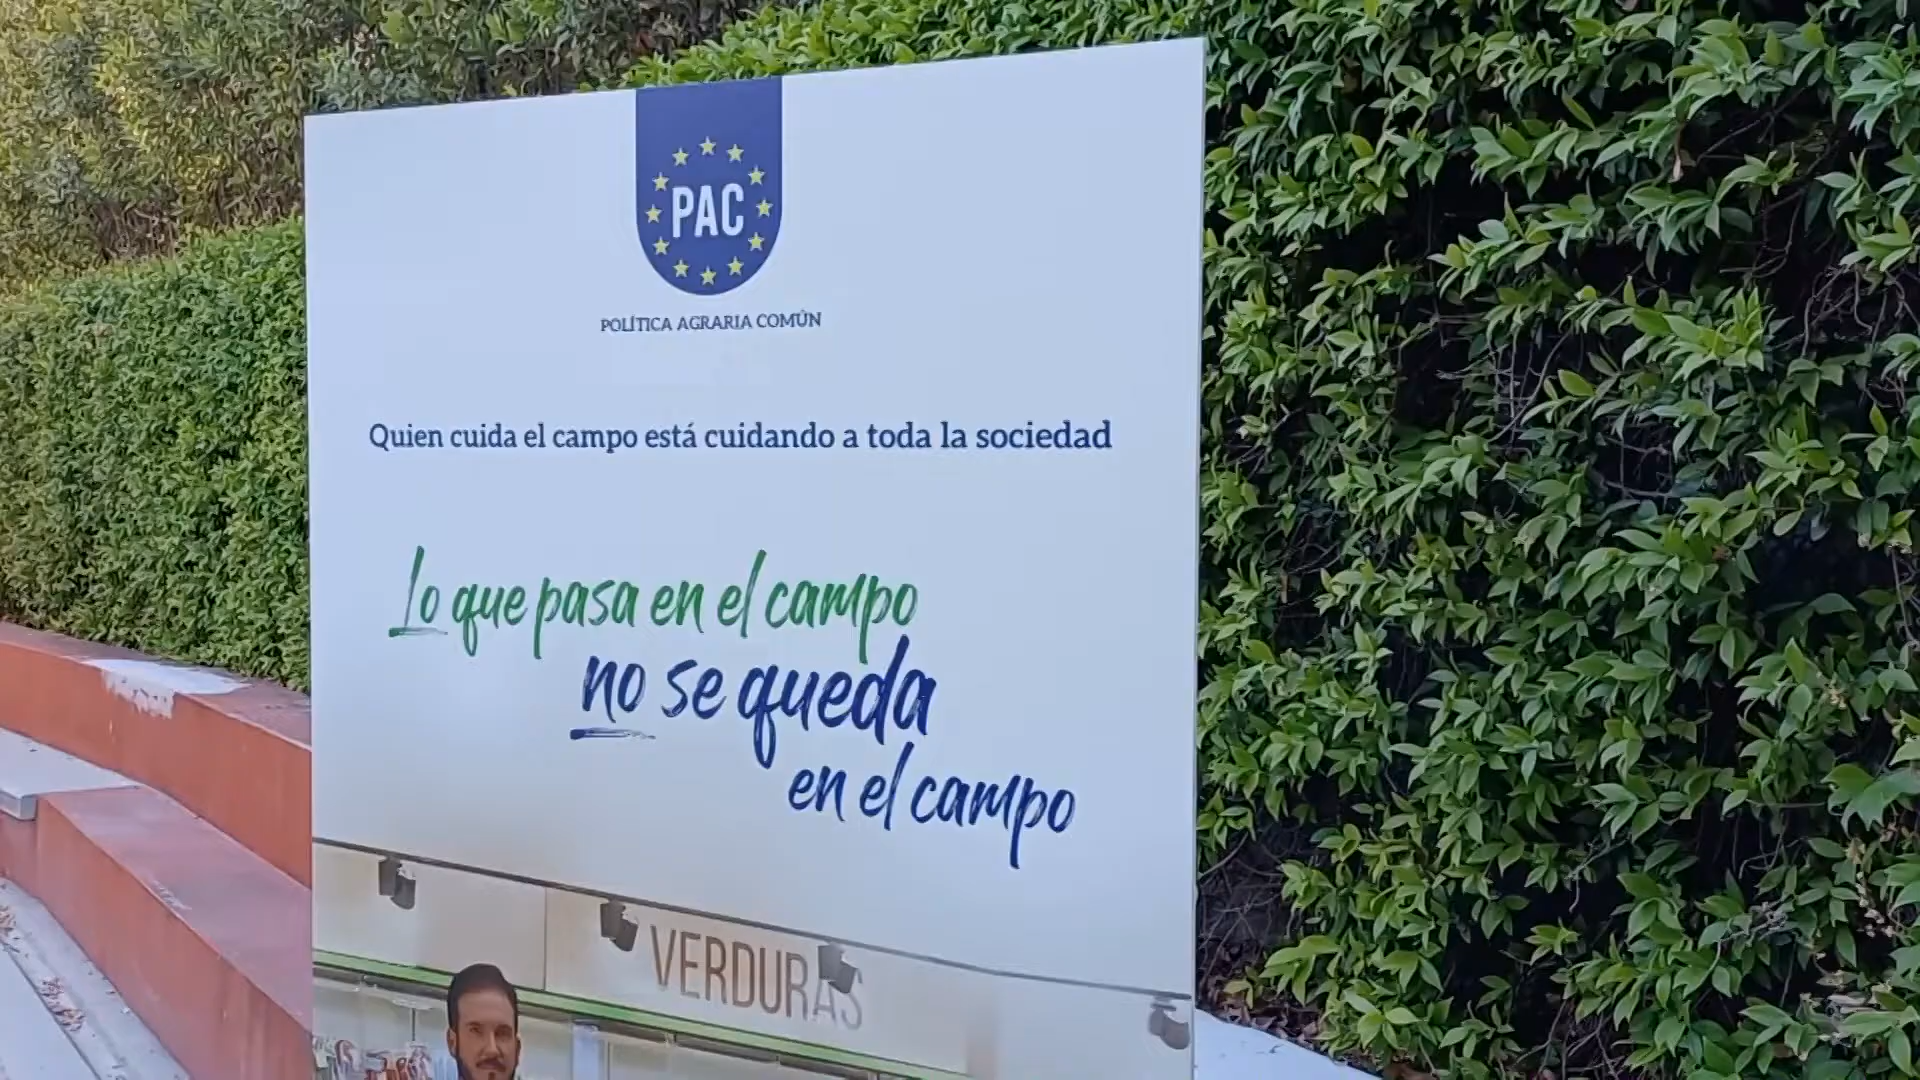 PAC
POLÍTICA AGRARIA COMÚN
Quien cuida el campo está cuidando a toda la sociedad
Lo que pasa en el campo
no se queda
en el campo
VERDURAS